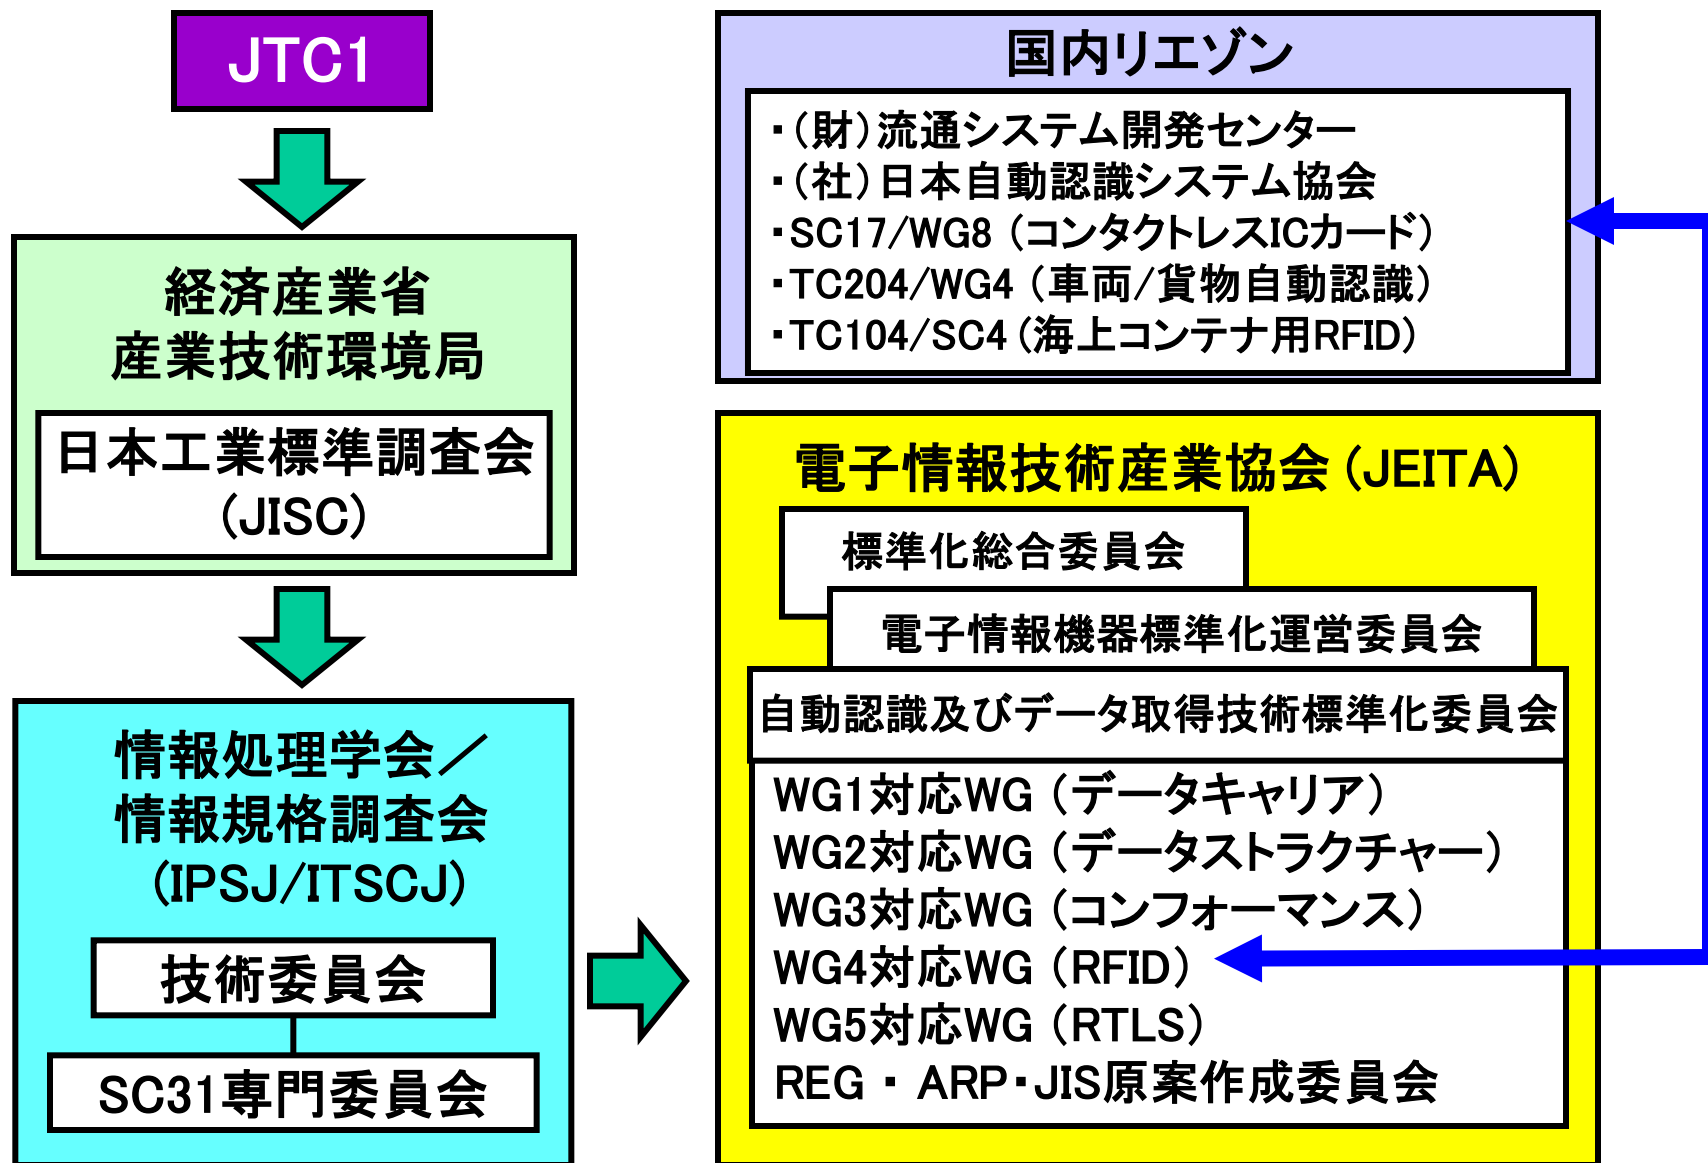 JTC1
経済産業省
産業技術環境局
日本工業標準調査会
(JISC)
情報処理学会／
情報規格調査会
(IPSJ/ITSCJ)
技術委員会
SC31専門委員会
国内リエゾン
・(財)流通システム開発センター
・(社)日本自動認識システム協会
・SC17/WG8 (コンタクトレスICカード)
・TC204/WG4 (車両/貨物自動認識)
・TC104/SC4 (海上コンテナ用RFID)
電子情報技術産業協会 (JEITA)
標準化総合委員会
電子情報機器標準化運営委員会
自動認識及びデータ取得技術標準化委員会
WG1対応WG (データキャリア)
WG2対応WG (データストラクチャー)
WG3対応WG (コンフォーマンス)
WG4対応WG (RFID)
WG5対応WG (RTLS)
REG ・ ARP・JIS原案作成委員会